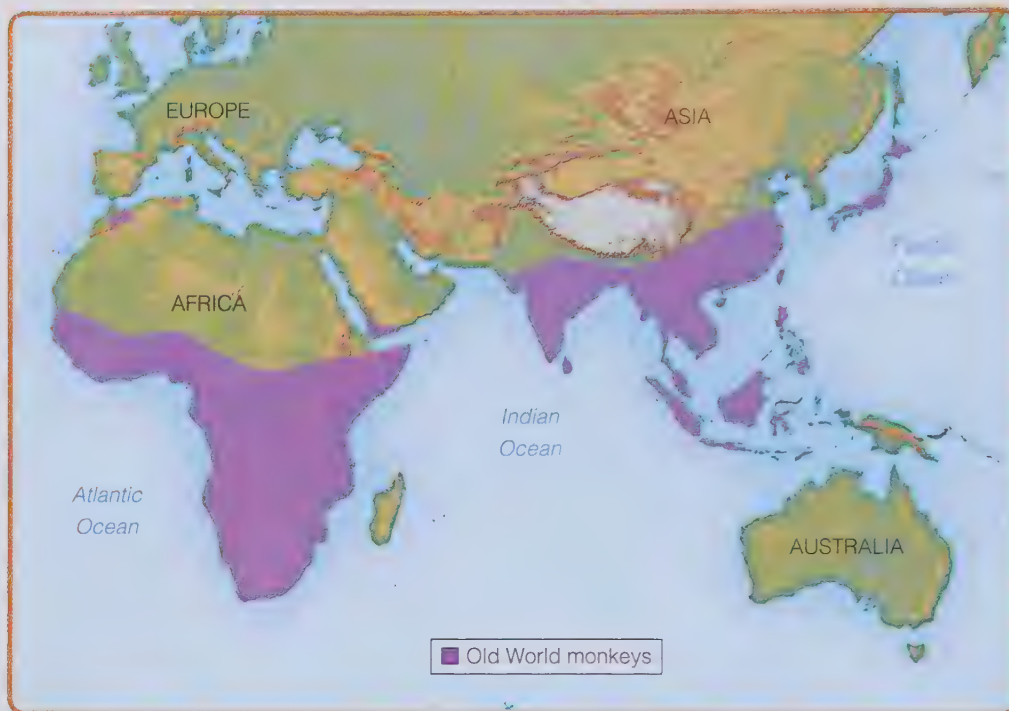 EUROPE
ASIA
AFRICA
Indian
Ocean
Atlantic
Ocean
AUSTRALIA
Old World monkeys